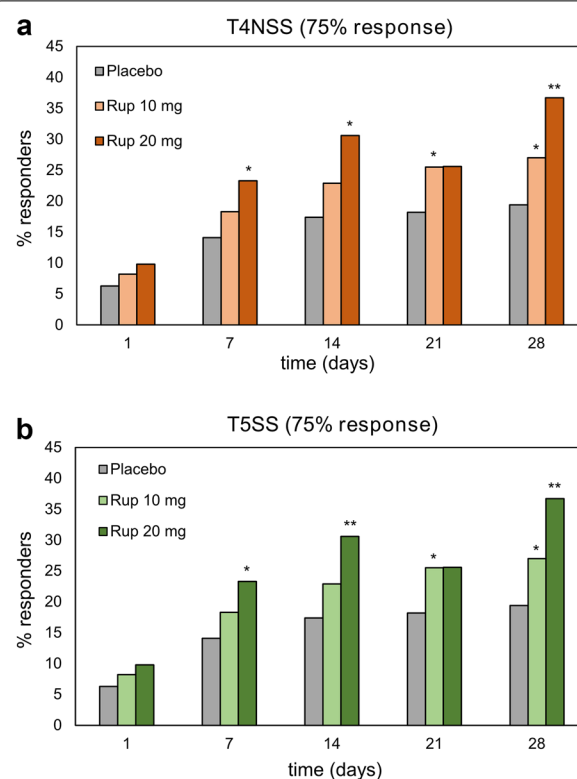 a
T4NSS (75% response)
45
40
35
30
25
20
15
10
5
0
% responders
Placebo
Rup 10 mg
Rup 20 mg
*
*
*
*
**
1 7 14 21 28
time (days)
b
T5SS (75% response)
45
40
35
30
25
20
15
10
5
0
% responders
Placebo
Rup 10 mg
Rup 20 mg
*
**
*
*
**
1 7 14 21 28
time (days)